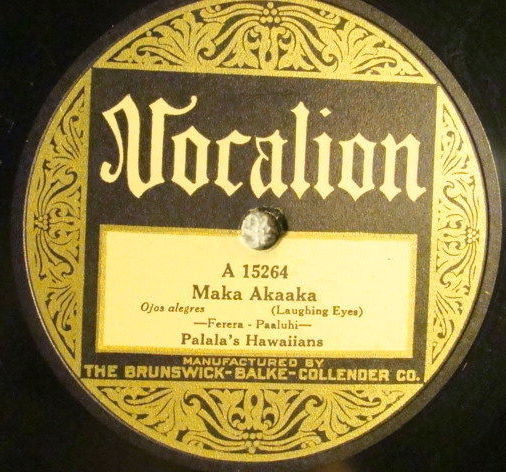 Vocalion
A 15264
Maka Akaaka
Ojos alegres (Laughing Eyes)
—Ferera - Paaluhi—
Palala's Hawaiians
MANUFACTURED BY
THE BRUNSWICK-BALKE-COLLENDER CO.